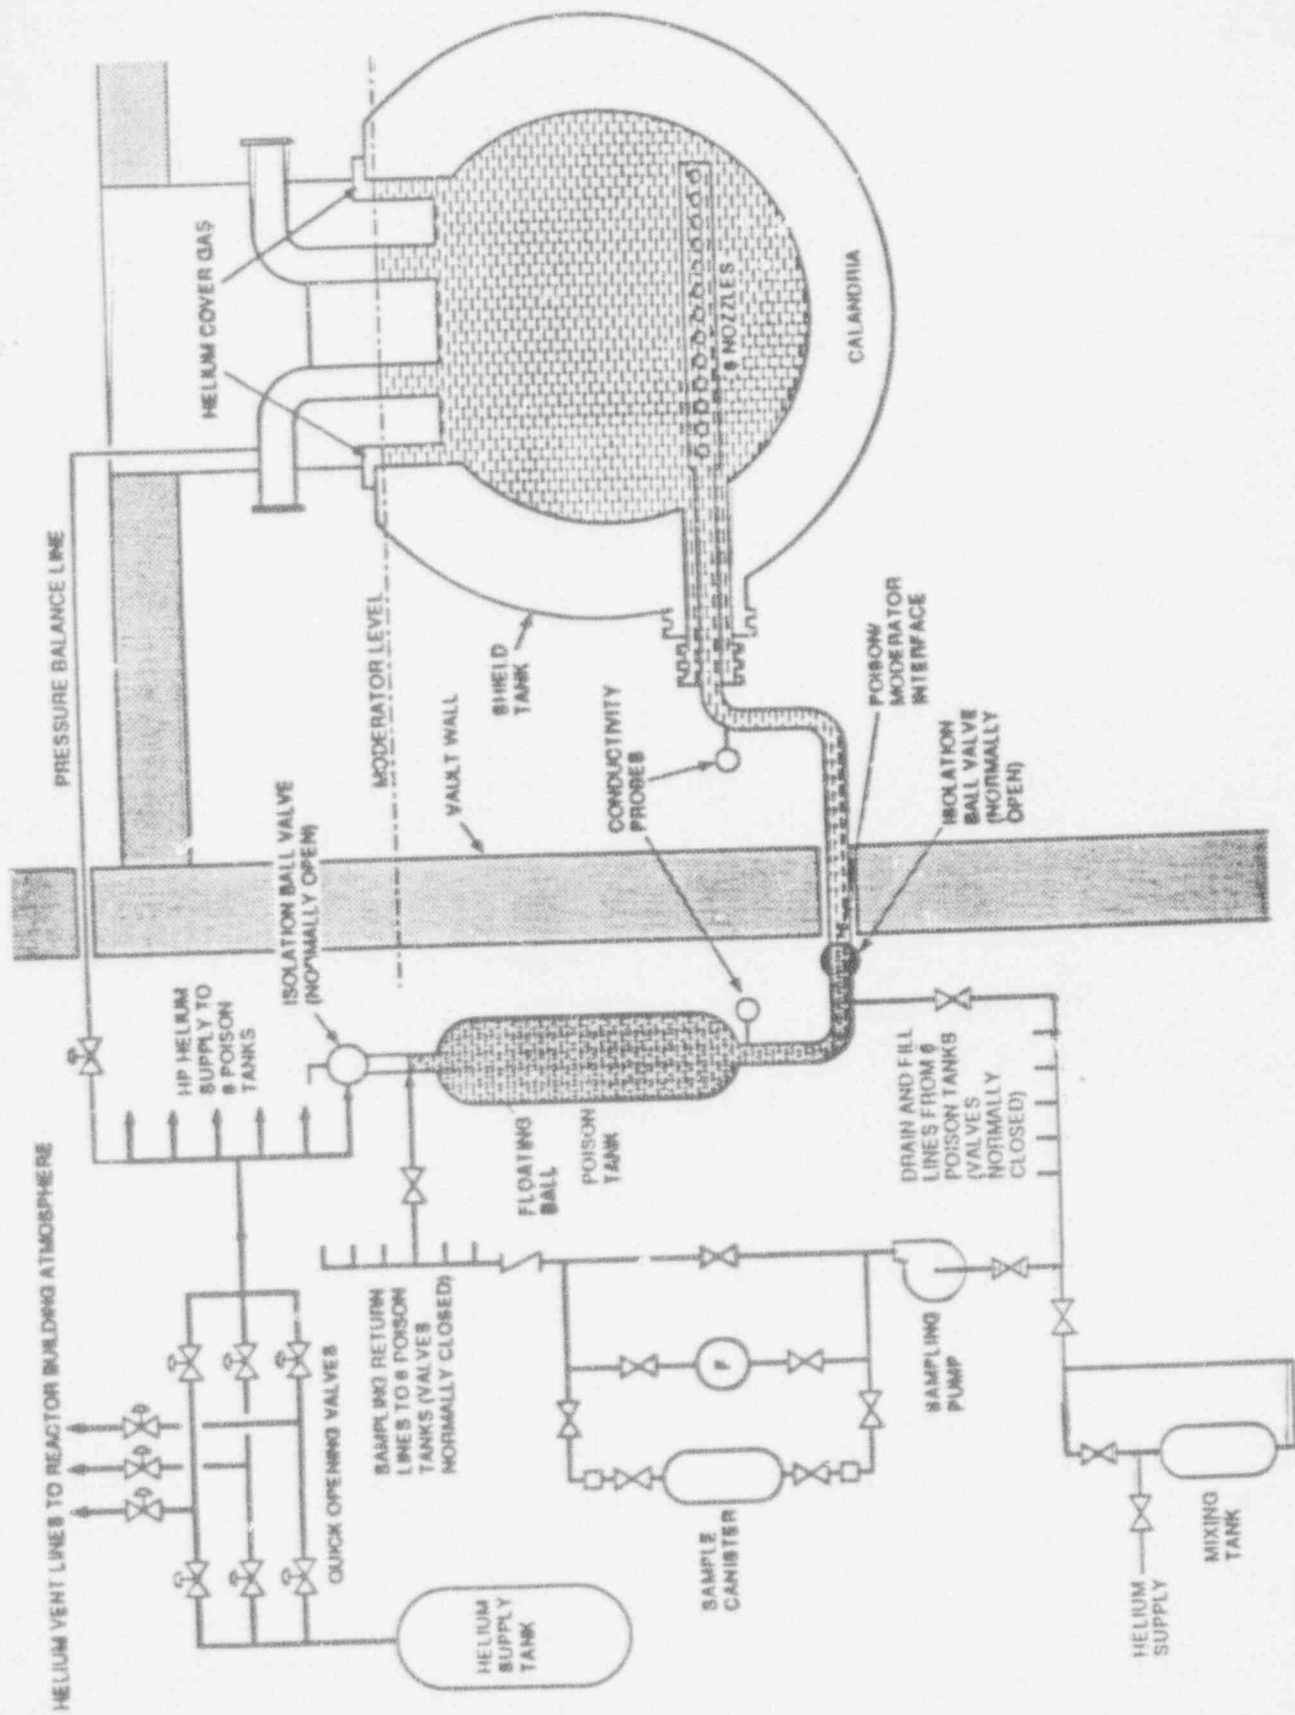 HELIUM VENT LINES TO REACTOR BUILDING ATMOSPHERE
PRESSURE BALANCE LINE
HELIUM COVER GAS
HP HELIUM
SUPPLY TO
8 POISON
TANKS
ISOLATION BALL VALVE
(NORMALLY OPEN)
MODERATOR LEVEL
VAULT WALL
SHIELD
TANK
QUICK OPENING VALVES
HELIUM
SUPPLY
TANK
SAMPLING RETURN
LINES TO 6 POISON
TANKS (VALVES
NORMALLY CLOSED)
FLOATING
BALL
POISON
TANK
CONDUCTIVITY
PROBES
8 NOZZLES
CALANDRIA
POISON/
MODERATOR
INTERFACE
ISOLATION
BALL VALVE
(NORMALLY
OPEN)
DRAIN AND FILL
LINES FROM 6
POISON TANKS
(VALVES
NORMALLY
CLOSED)
F
SAMPLE
CANISTER
SAMPLING
PUMP
HELIUM
SUPPLY
MIXING
TANK